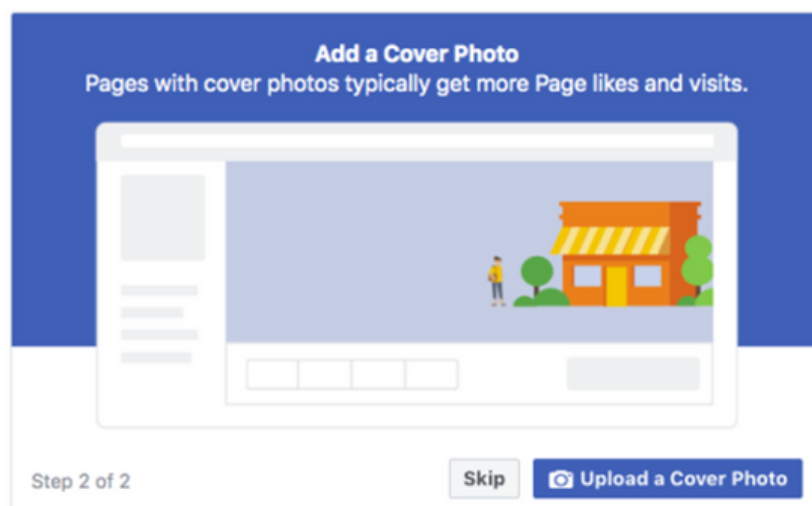 Add a Cover Photo
Pages with cover photos typically get more Page likes and visits.
Step 2 of 2
Skip
Upload a Cover Photo